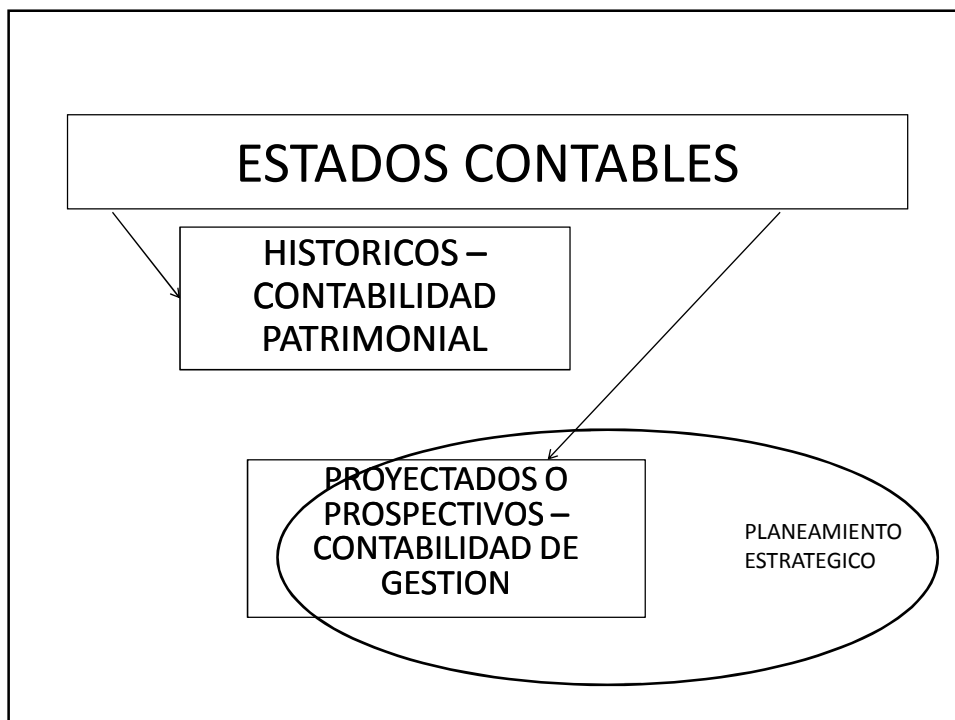 ESTADOS CONTABLES
HISTORICOS –
CONTABILIDAD
PATRIMONIAL
PROYECTADOS O
PROSPECTIVOS –
CONTABILIDAD DE
GESTION
PLANEAMIENTO
ESTRATEGICO